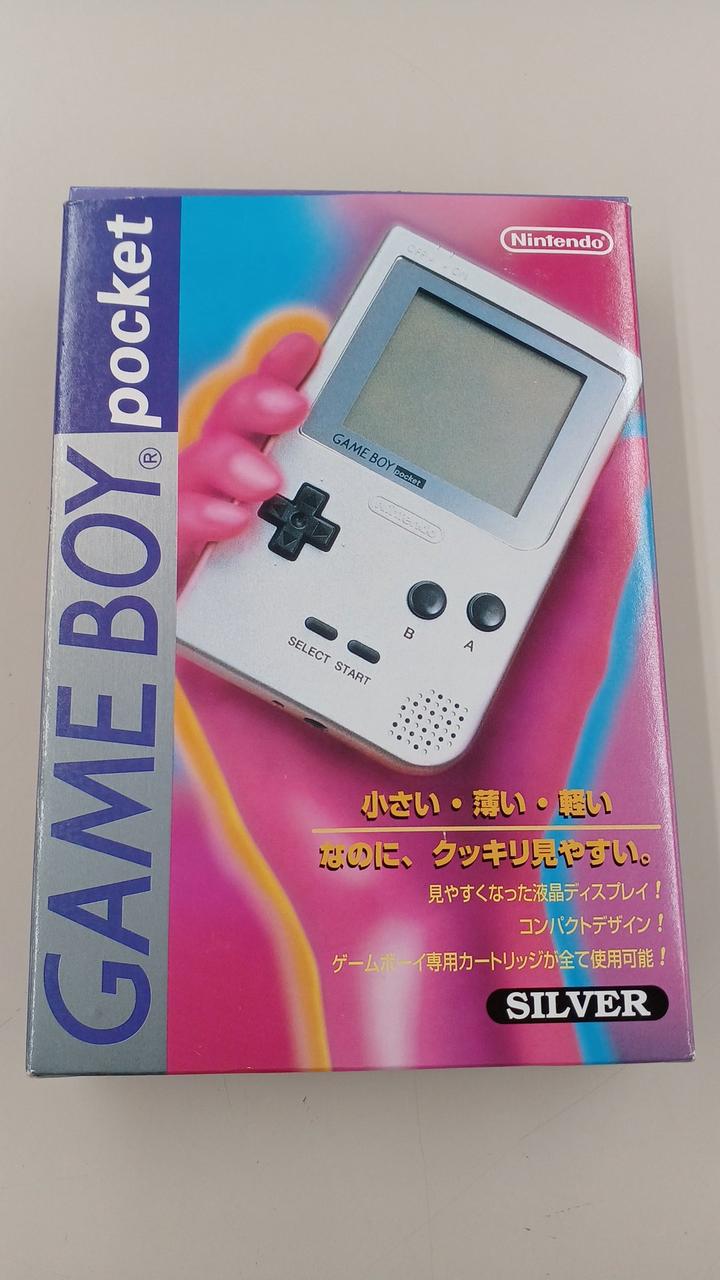 GAME BOY® pocket
Nintendo®
OFF ON
GAME BOY pocket
Nintendo
B A
SELECT START
小さい・薄い・軽い
なのに、クッキリ見やすい。
見やすくなった液晶ディスプレイ！
コンパクトデザイン！
ゲームボーイ専用カートリッジが全て使用可能！
SILVER